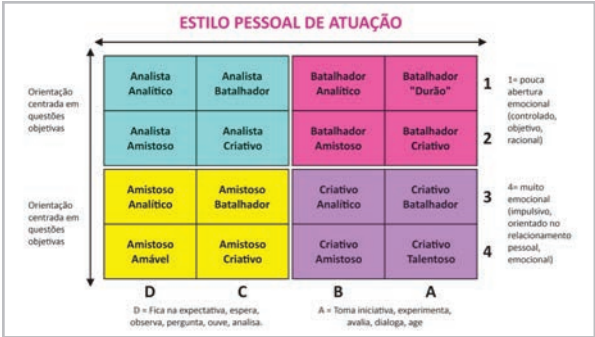 ESTILO PESSOAL DE ATUAÇÃO
Orientação
centrada em
questões
objetivas
Analista
Analítico
Analista
Batalhador
Batalhador
Analítico
Batalhador
"Durão"
1
Analista
Amistoso
Analista
Criativo
Batalhador
Amistoso
Batalhador
Criativo
2
1= pouca
abertura
emocional
(controlado,
objetivo,
racional)
Orientação
centrada em
questões
objetivas
Amistoso
Analítico
Amistoso
Batalhador
Criativo
Analítico
Criativo
Batalhador
3
Amistoso
Amável
Amistoso
Criativo
Criativo
Amistoso
Criativo
Talentoso
4
4= muito
emocional
(impulsivo,
orientado no
relacionamento
pessoal,
emocional)
D
C
B
A
D = Fica na expectativa, espera,
observa, pergunta, ouve, analisa.
A = Toma iniciativa, experimenta,
avalia, dialoga, age